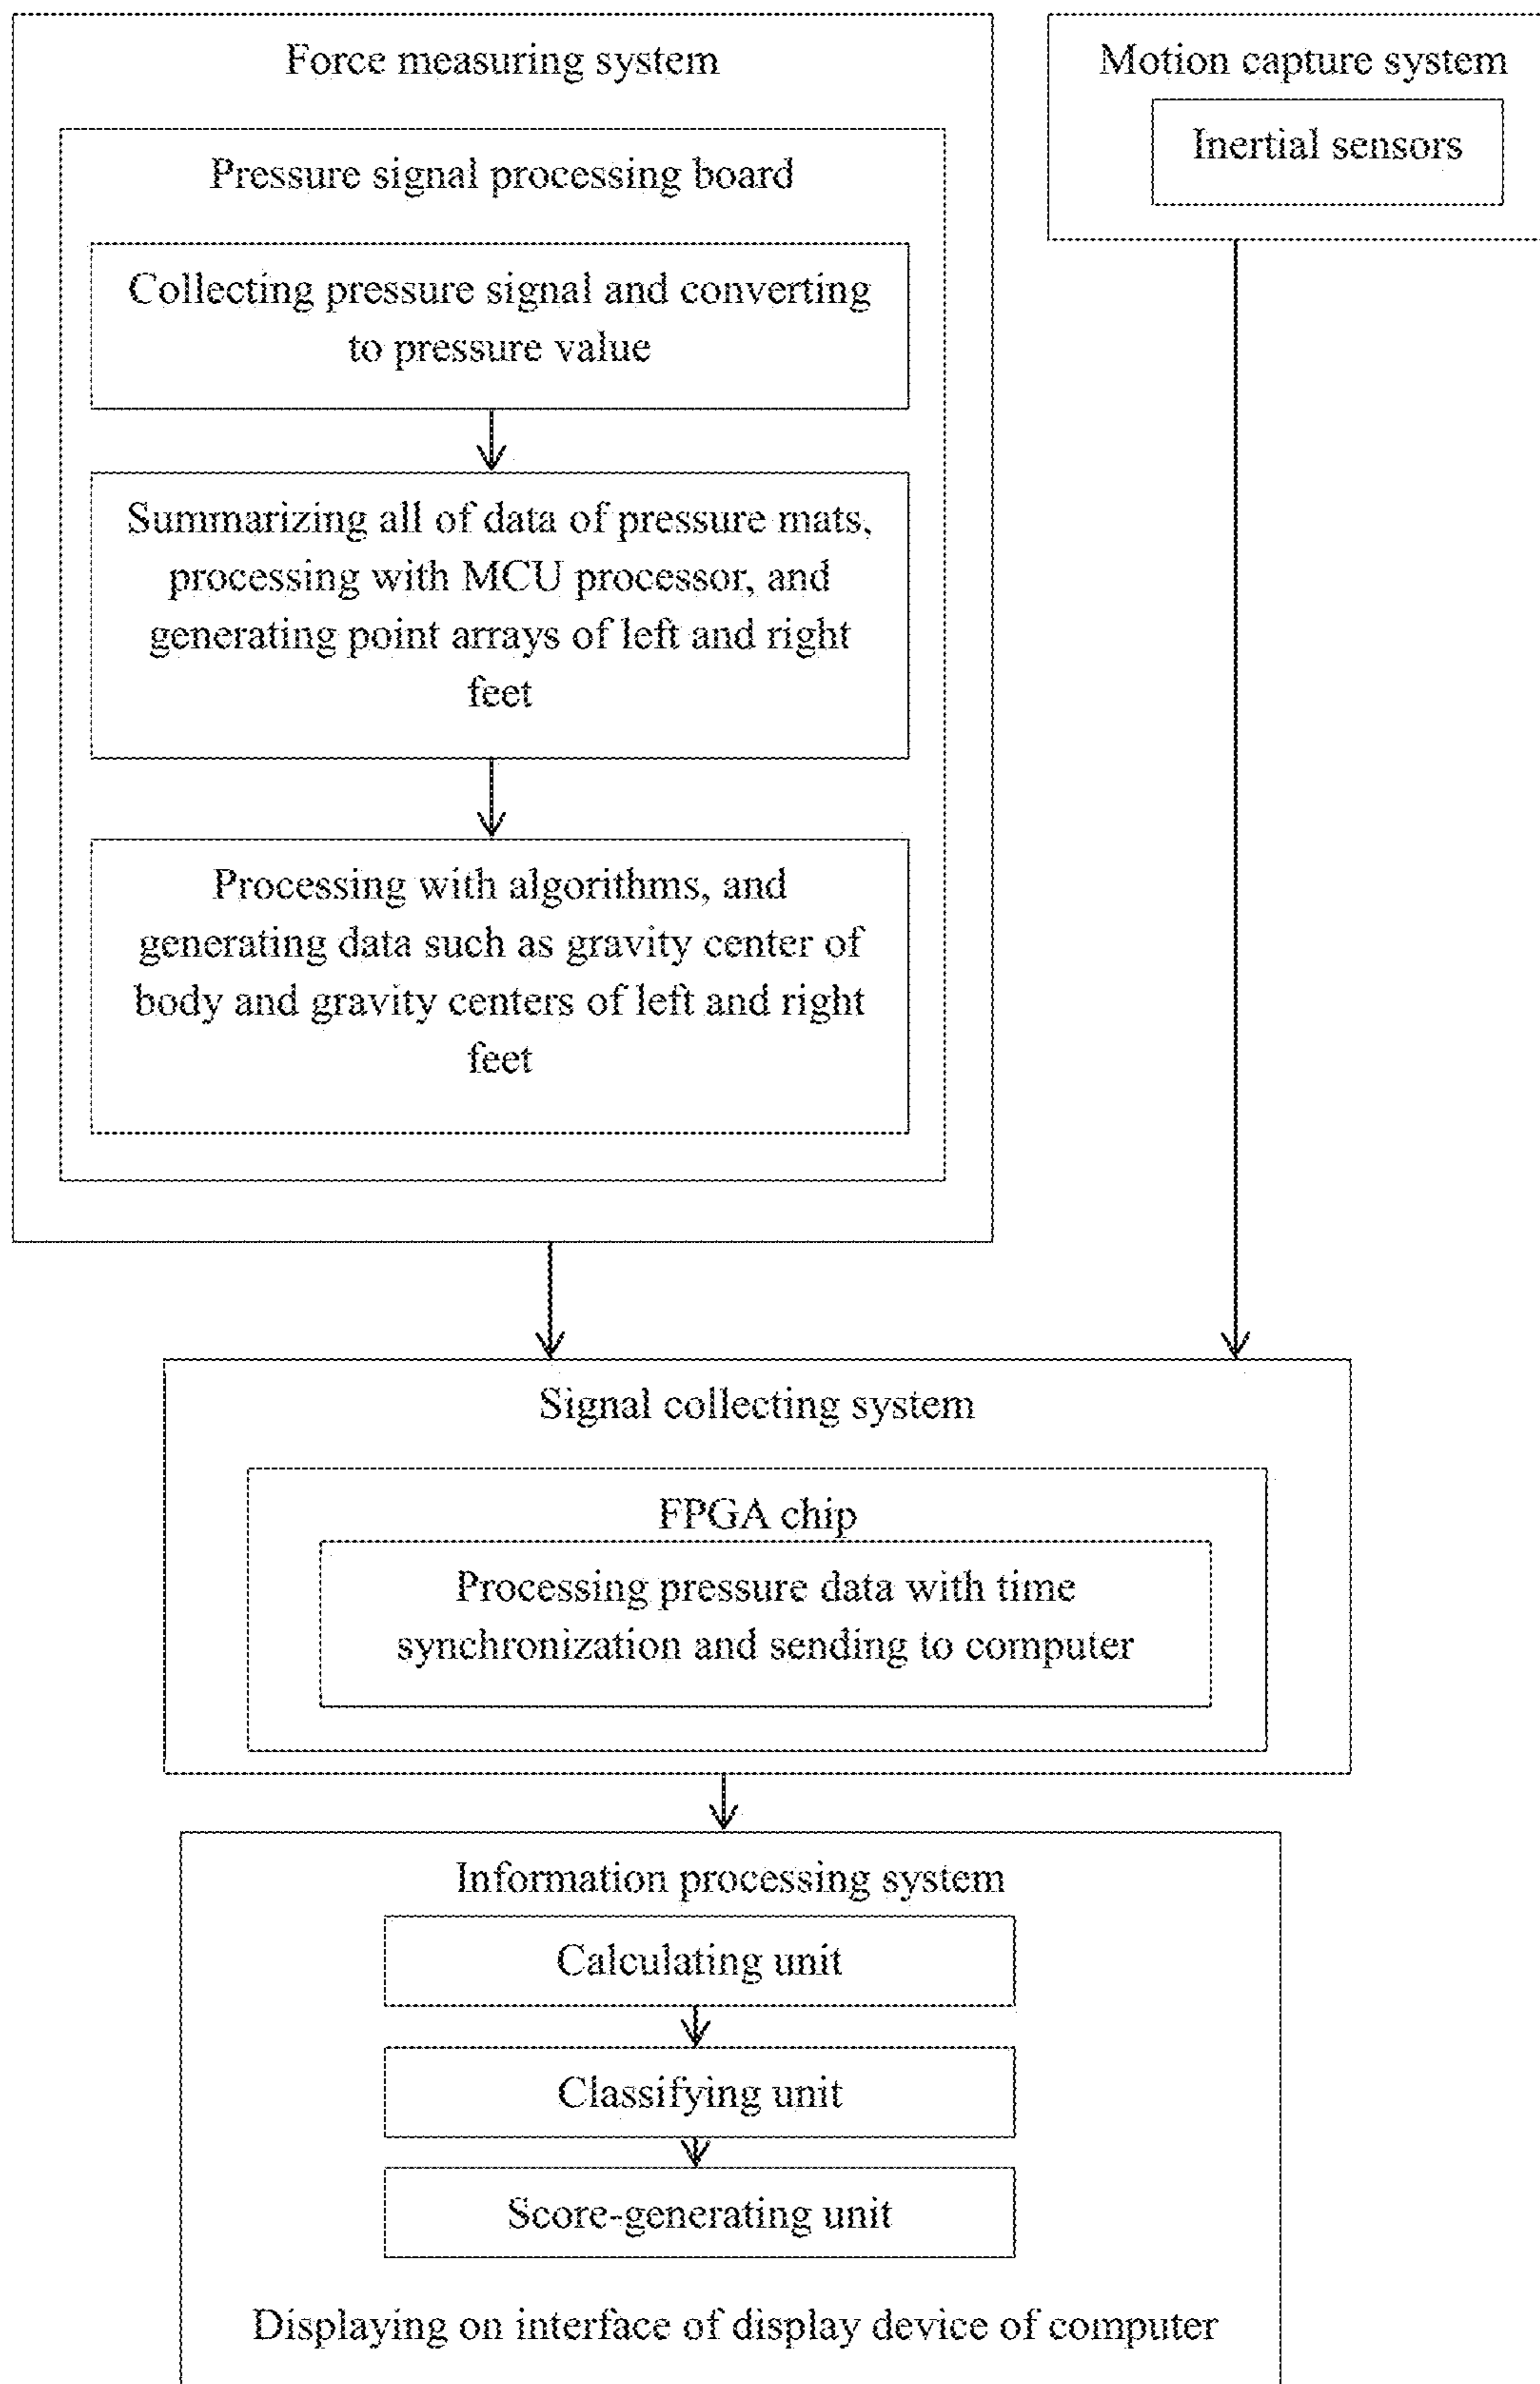 Force measuring system
Pressure signal processing board
Collecting pressure signal and converting
to pressure value
Summarizing all of data of pressure mats,
processing with MCU processor, and
generating point arrays of left and right
feet
Processing with algorithms, and
generating data such as gravity center of
body and gravity centers of left and right
feet
Motion capture system
Inertial sensors
Signal collecting system
FPGA chip
Processing pressure data with time
synchronization and sending to computer
Information processing system
Calculating unit
Classifying unit
Score-generating unit
Displaying on interface of display device of computer